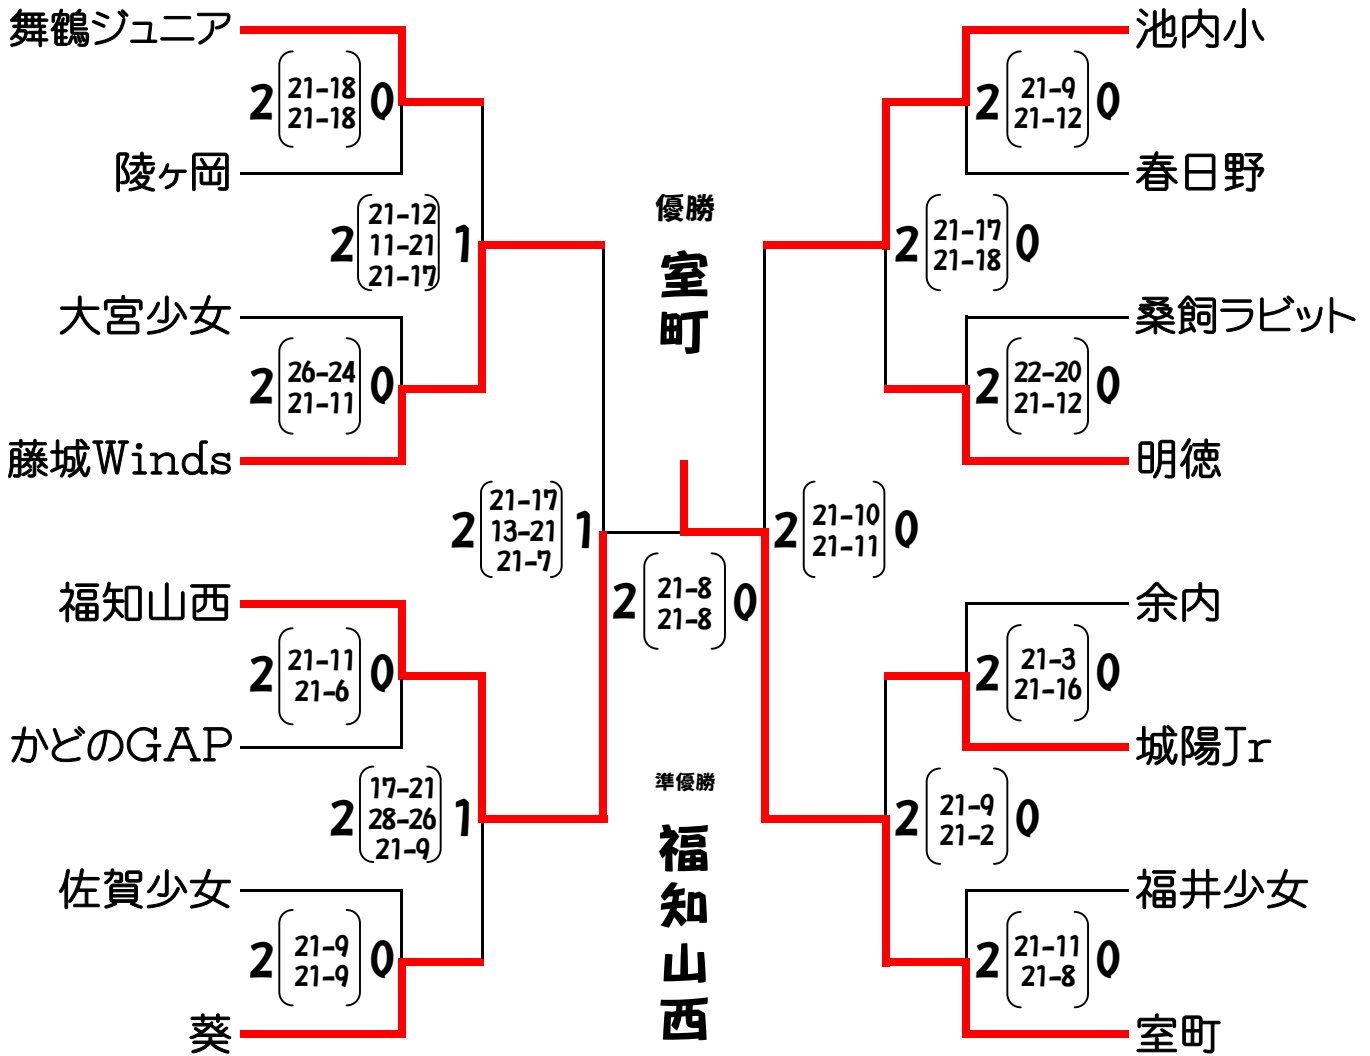 舞鶴ジュニア
2 21-18 0
21-18
陵ヶ岡
2 21-12 1
11-21
21-17
大宮少女
2 26-24 0
21-11
藤城Winds
2 21-17 1
13-21
21-7
福知山西
2 21-11 0
21-6
かどのGAP
2 17-21 1
28-26
21-9
佐賀少女
2 21-9 0
21-9
葵
優勝
室町
2 21-8 0
21-8
準優勝
福知山西
池内小
2 21-9 0
21-12
春日野
2 21-17 0
21-18
桑飼ラビット
2 22-20 0
21-12
明徳
2 21-10 0
21-11
余内
2 21-3 0
21-16
城陽Jr
2 21-9 0
21-2
福井少女
2 21-11 0
21-8
室町